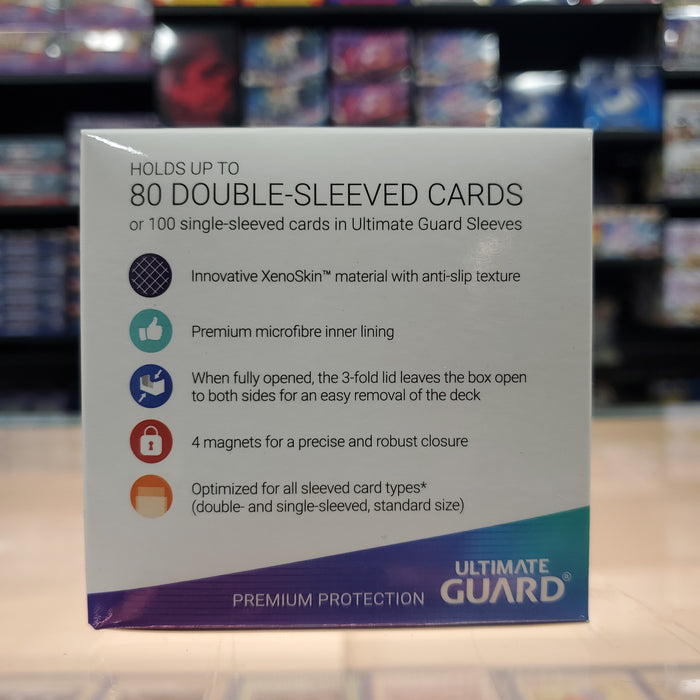 HOLDS UP TO
80 DOUBLE-SLEEVED CARDS
or 100 single-sleeved cards in Ultimate Guard Sleeves
Innovative XenoSkin™ material with anti-slip texture
Premium microfibre inner lining
When fully opened, the 3-fold lid leaves the box open
to both sides for an easy removal of the deck
4 magnets for a precise and robust closure
Optimized for all sleeved card types*
(double- and single-sleeved, standard size)
PREMIUM PROTECTION
ULTIMATE
GUARD®